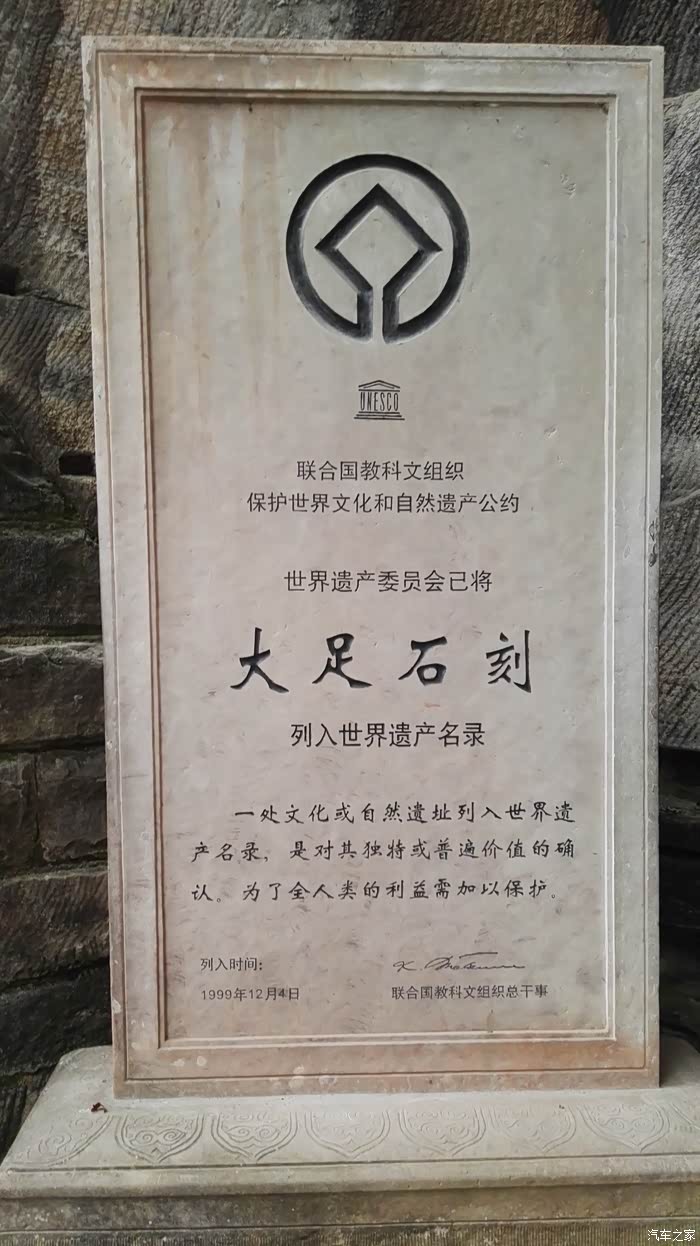 UNESCO
联合国教科文组织
保护世界文化和自然遗产公约
世界遗产委员会已将
大足石刻
列入世界遗产名录
一处文化或自然遗址列入世界遗
产名录，是对其独特或普遍价值的确
认。为了全人类的利益需加以保护。
列入时间：
1999年12月4日
联合国教科文组织总干事
汽车之家